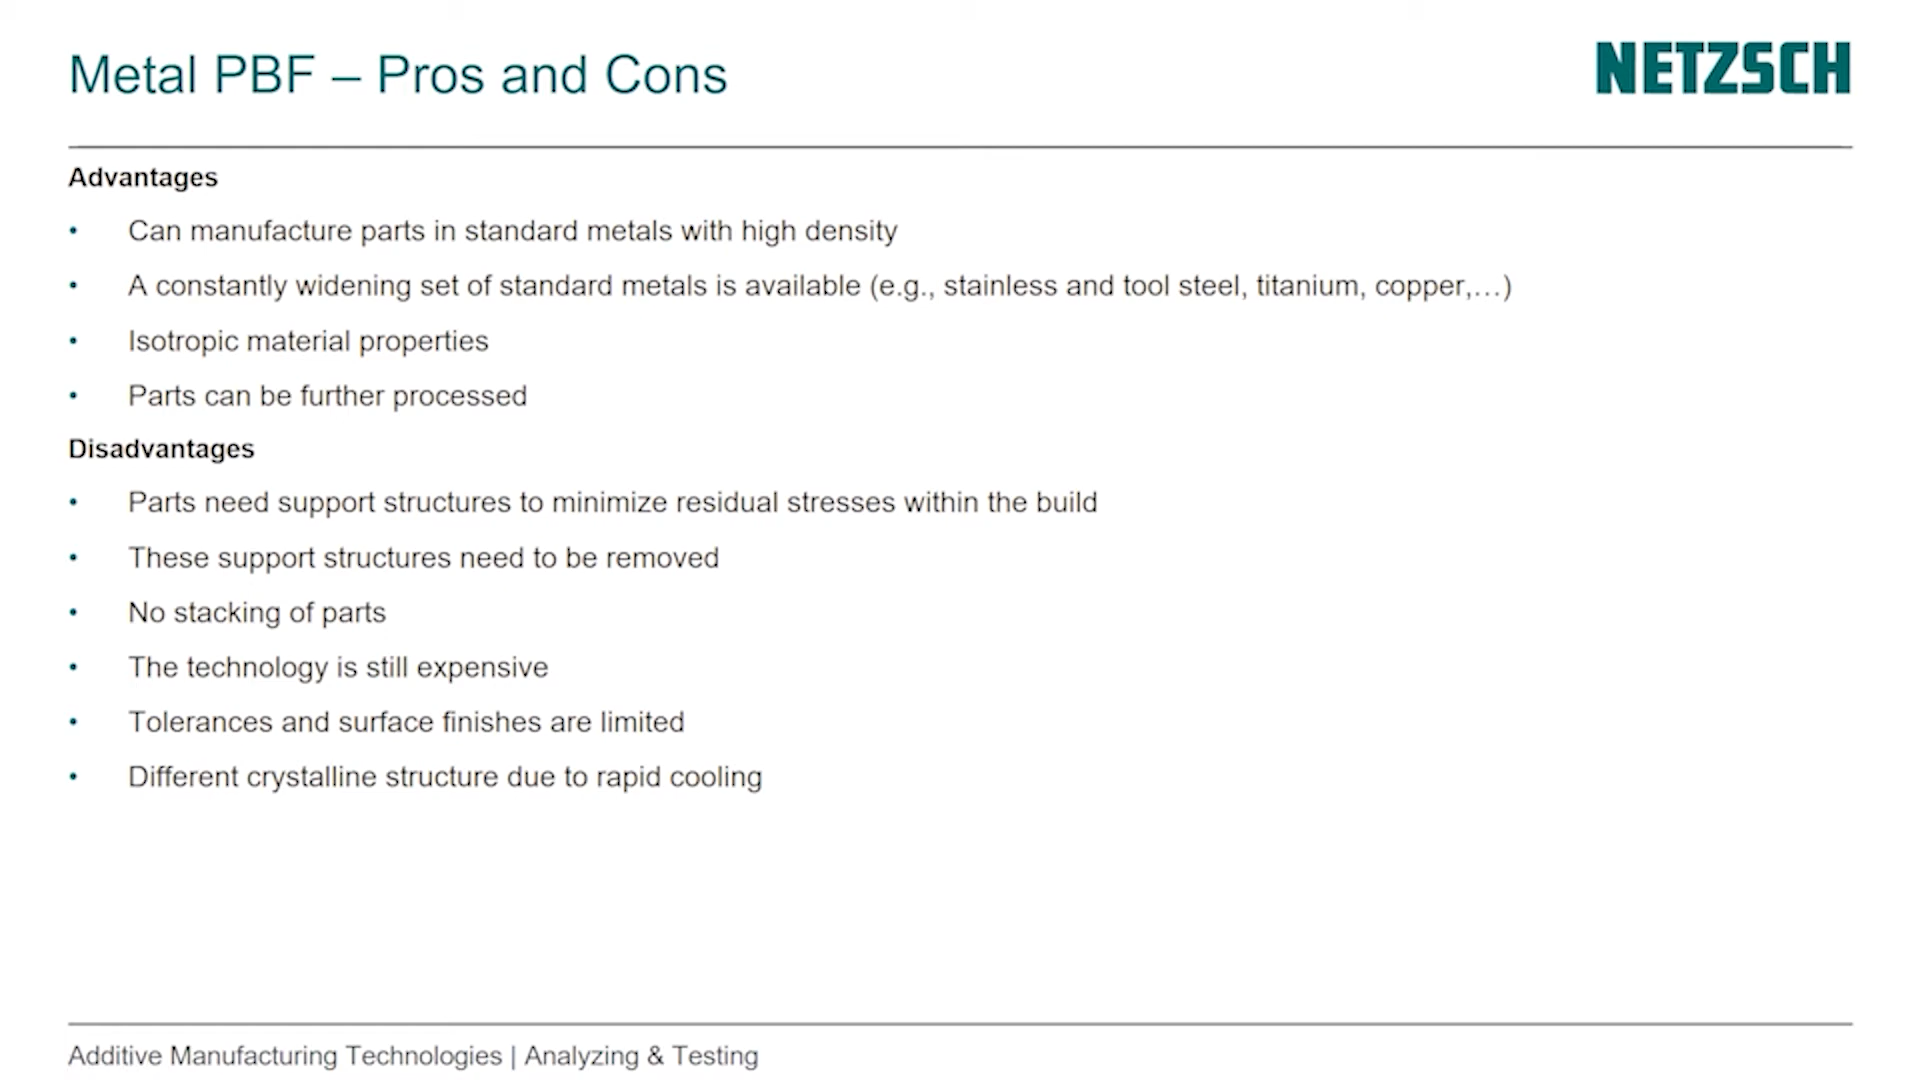 Metal PBF – Pros and Cons
NETZSCH
Advantages
• Can manufacture parts in standard metals with high density
• A constantly widening set of standard metals is available (e.g., stainless and tool steel, titanium, copper,…)
• Isotropic material properties
• Parts can be further processed
Disadvantages
• Parts need support structures to minimize residual stresses within the build
• These support structures need to be removed
• No stacking of parts
• The technology is still expensive
• Tolerances and surface finishes are limited
• Different crystalline structure due to rapid cooling
Additive Manufacturing Technologies | Analyzing & Testing